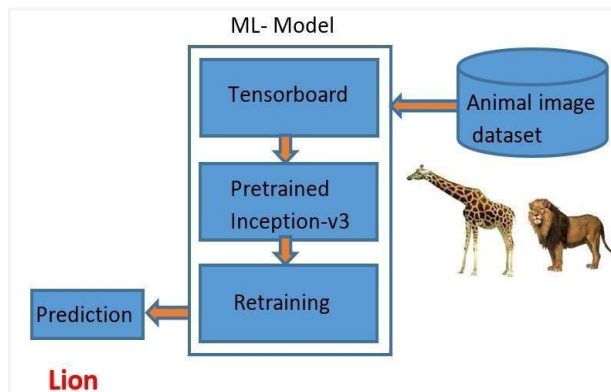 ML- Model
Tensorboard
Animal image
dataset
Pretrained
Inception-v3
Retraining
Prediction
Lion